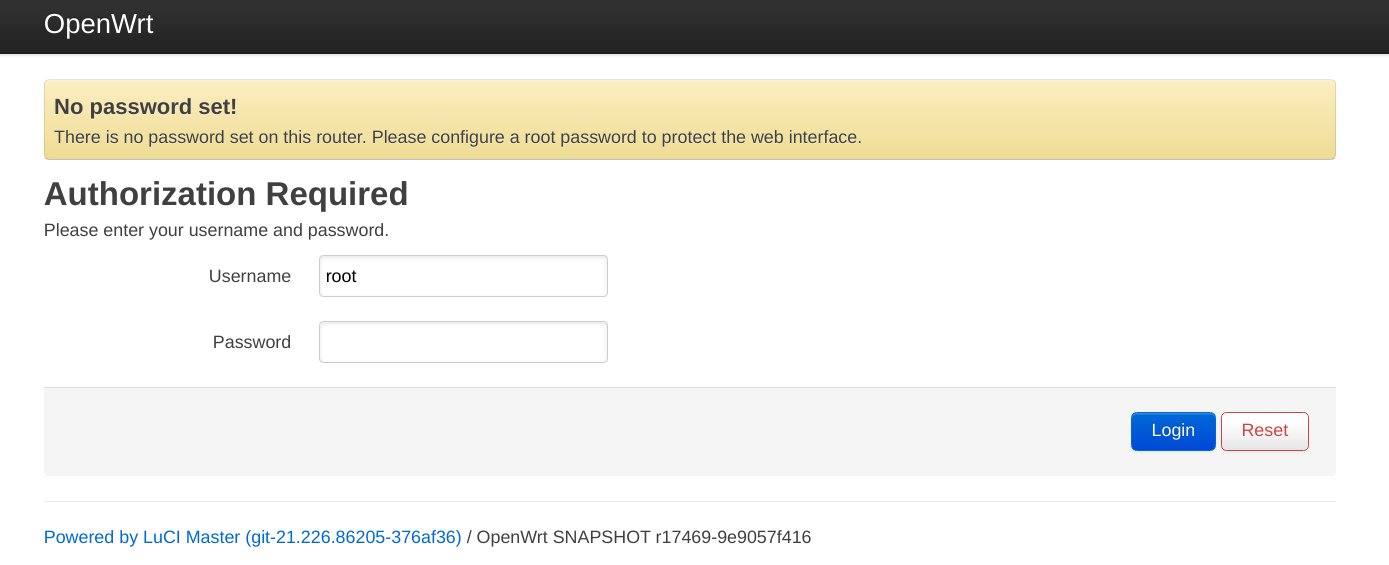 OpenWrt
No password set!
There is no password set on this router. Please configure a root password to protect the web interface.
Authorization Required
Please enter your username and password.
Username root
Password
Login Reset
Powered by LuCI Master (git-21.226.86205-376af36) / OpenWrt SNAPSHOT r17469-9e9057f416